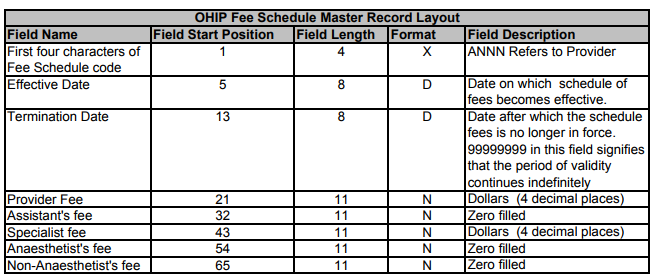 OHIP Fee Schedule Master Record Layout
Field Name Field Start Position Field Length Format Field Description
First four characters of 1 4 X ANNN Refers to Provider
Fee Schedule code
Effective Date 5 8 D Date on which schedule of
fees becomes effective.
Termination Date 13 8 D Date after which the schedule
fees is no longer in force.
99999999 in this field signifies
that the period of validity
continues indefinitely
Provider Fee 21 11 N Dollars (4 decimal places)
Assistant's fee 32 11 N Zero filled
Specialist fee 43 11 N Dollars (4 decimal places)
Anaesthetist's fee 54 11 N Zero filled
Non-Anaesthetist's fee 65 11 N Zero filled